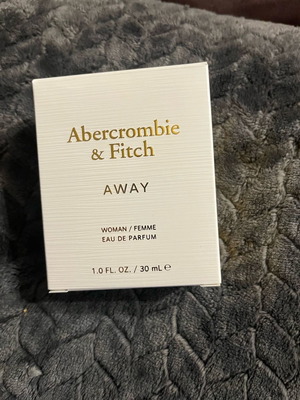 Abercrombie
& Fitch
AWAY
WOMAN / FEMME
EAU DE PARFUM
1.0 FL. OZ. / 30 mL ℮